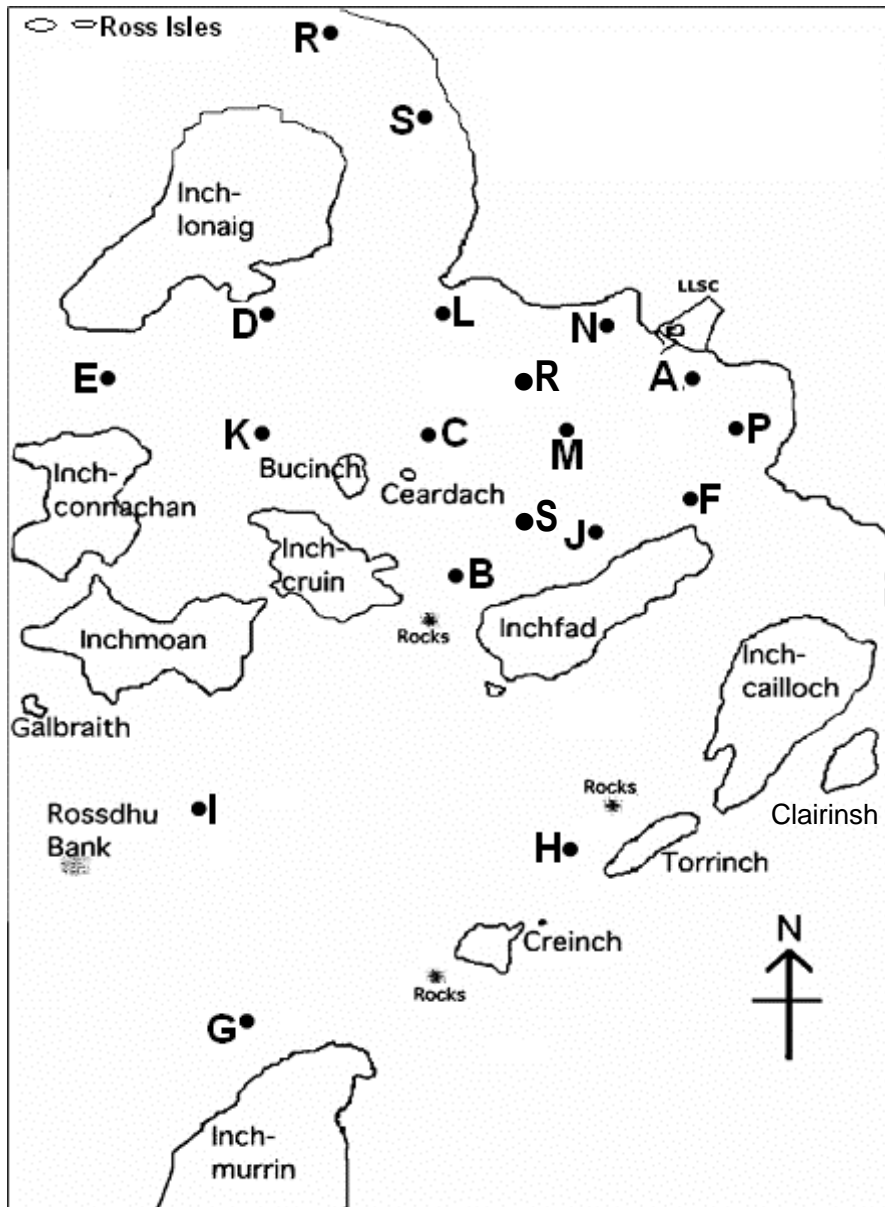 Ross Isles
R
S
Inch-
lonaig
LLSC
D
L
N
E
R
A
K
C
M
P
Inch-
connachan
Bucinch
Ceardach
F
S
J
Inch-
cruin
B
Inchmoan
Rocks
Inchfad
Inch-
cailloch
Galbraith
Rossdhu
Bank
I
Rocks
Clairinsh
H
Torrinch
Creinch
N
Rocks
G
Inch-
murrin